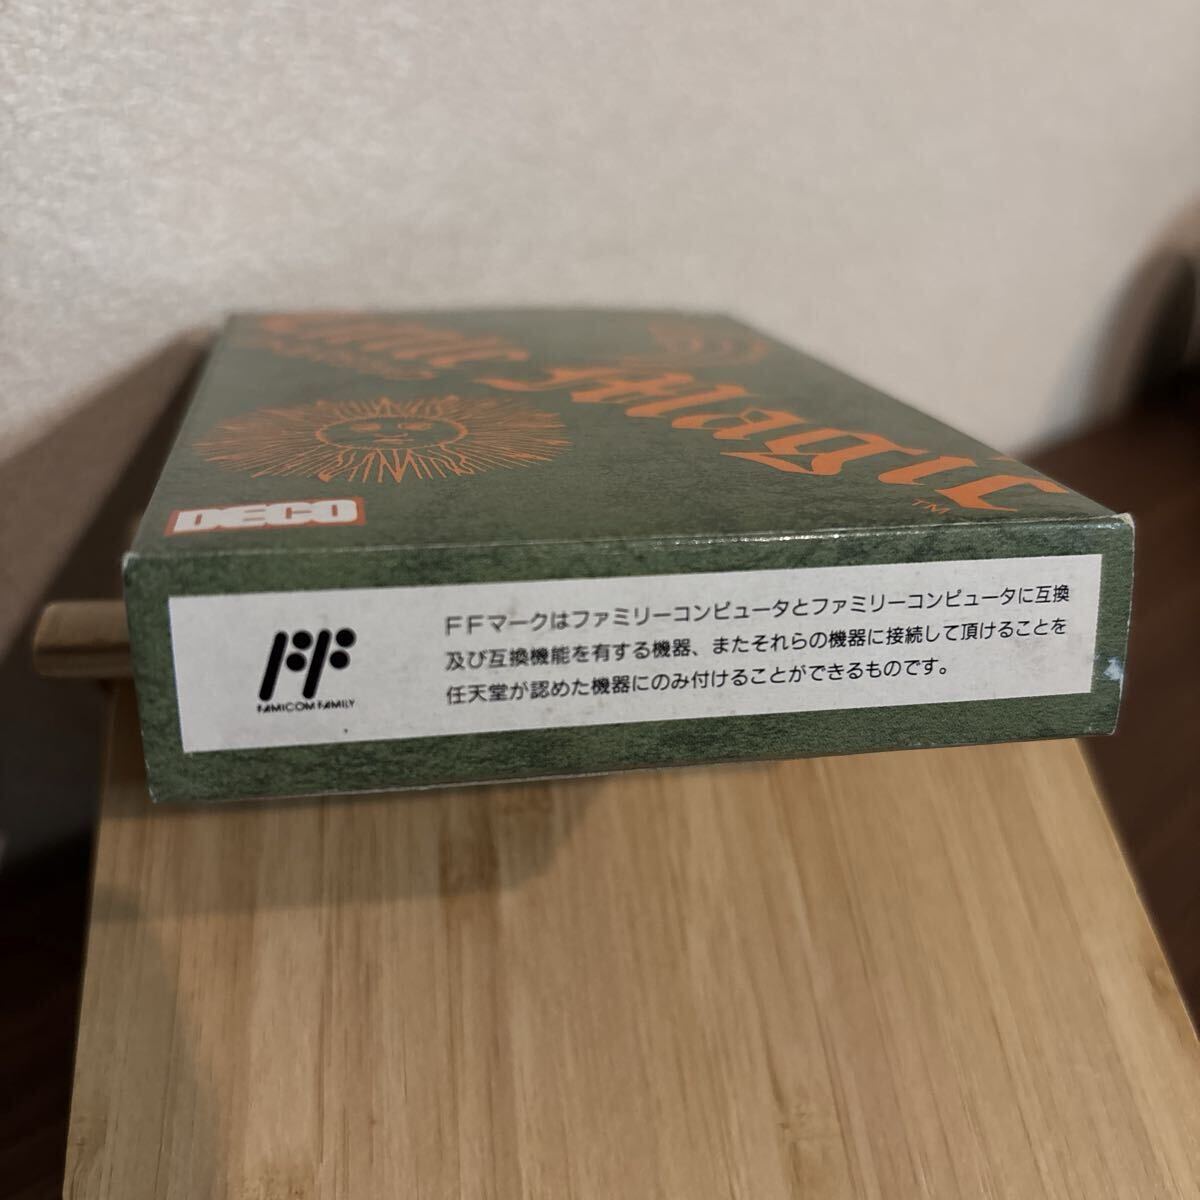 Magi
TM
DECO
FF
FAMICOM FAMILY
FFマークはファミリーコンピュータとファミリーコンピュータに互換
及び互換機能を有する機器、またそれらの機器に接続して頂けることを
任天堂が認めた機器にのみ付けることができるものです。